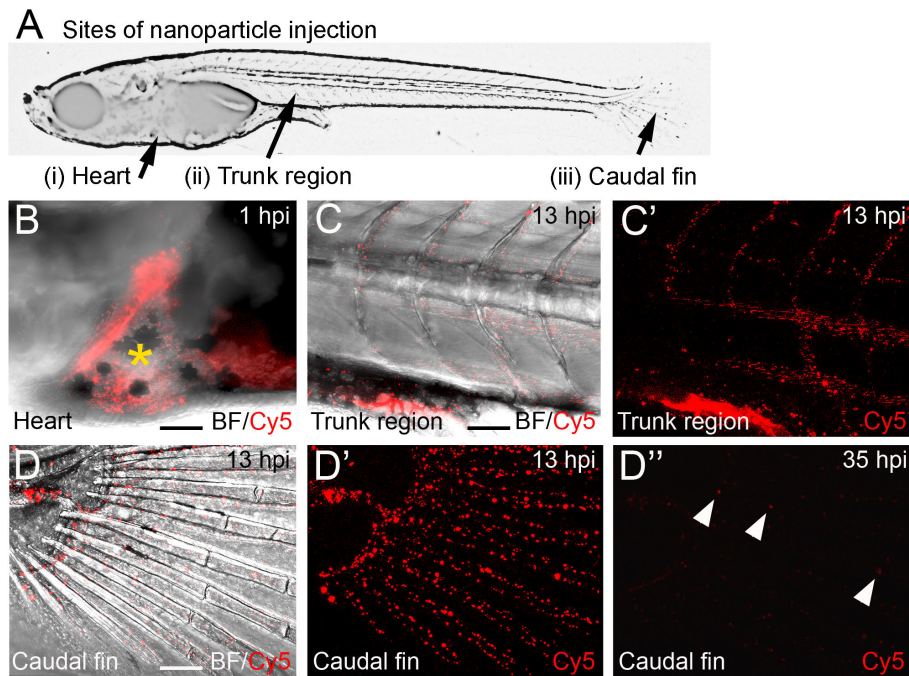 A Sites of nanoparticle injection
(i) Heart (ii) Trunk region (iii) Caudal fin
B 1 hpi
Heart BF/Cy5
C 13 hpi
Trunk region BF/Cy5
C' 13 hpi
Trunk region Cy5
D 13 hpi
Caudal fin BF/Cy5
D' 13 hpi
Caudal fin Cy5
D'' 35 hpi
Caudal fin Cy5